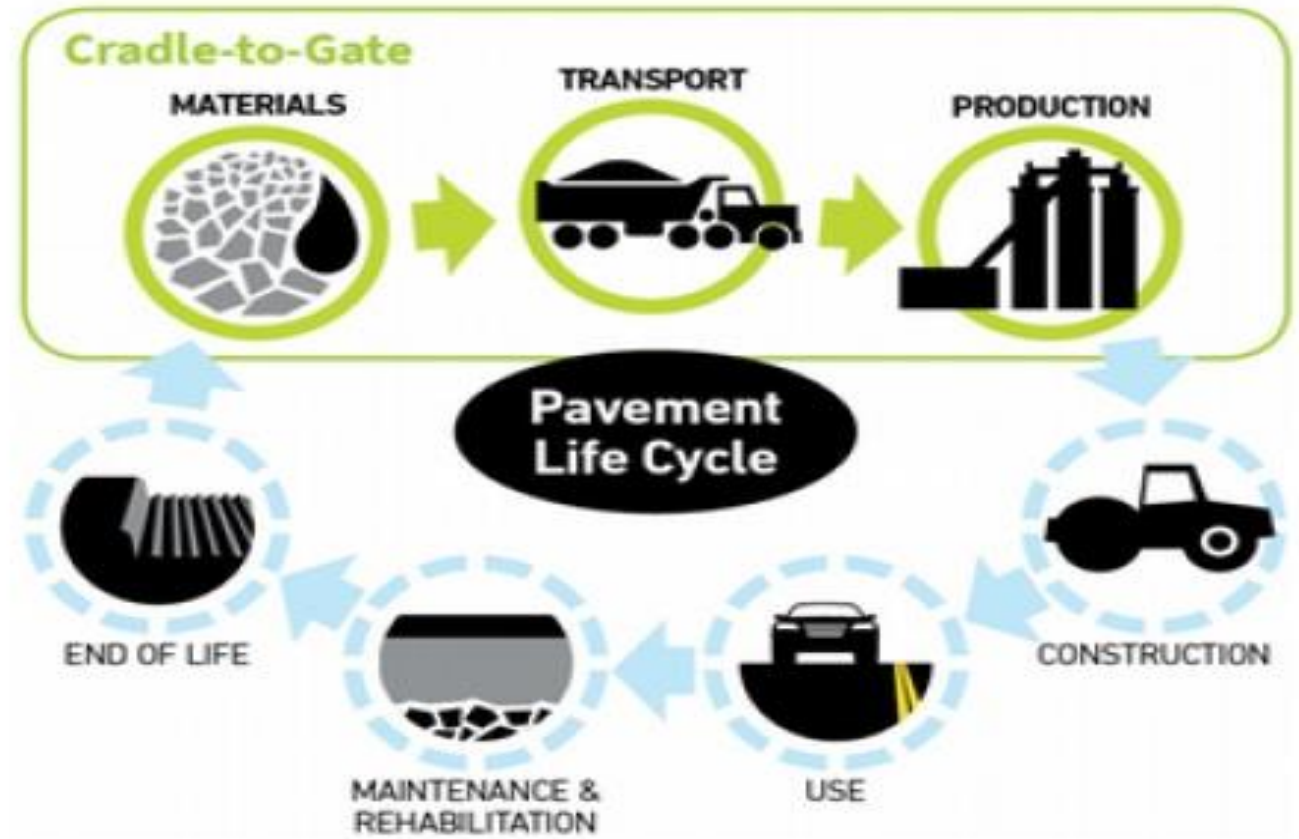 Cradle-to-Gate
MATERIALS
TRANSPORT
PRODUCTION
Pavement
Life Cycle
CONSTRUCTION
USE
MAINTENANCE &
REHABILITATION
END OF LIFE